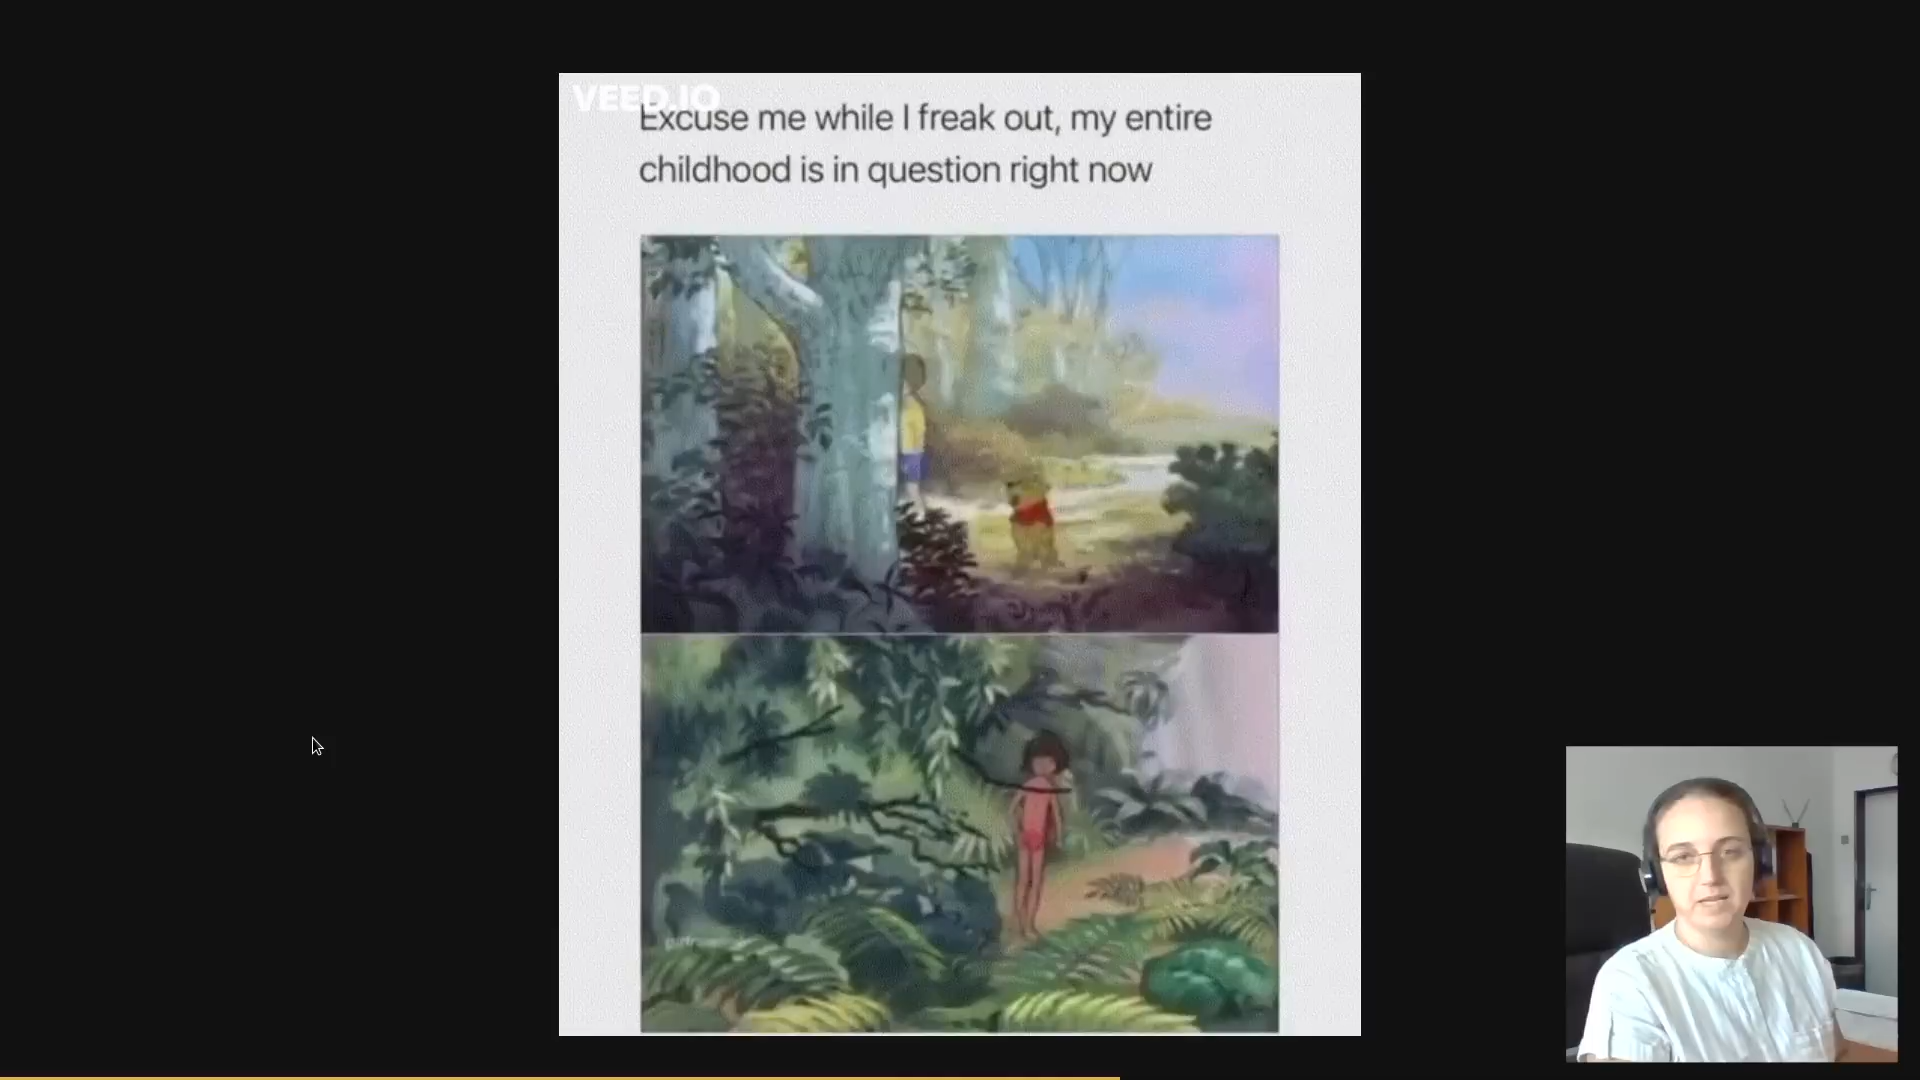 VEED.IO
Excuse me while I freak out, my entire
childhood is in question right now